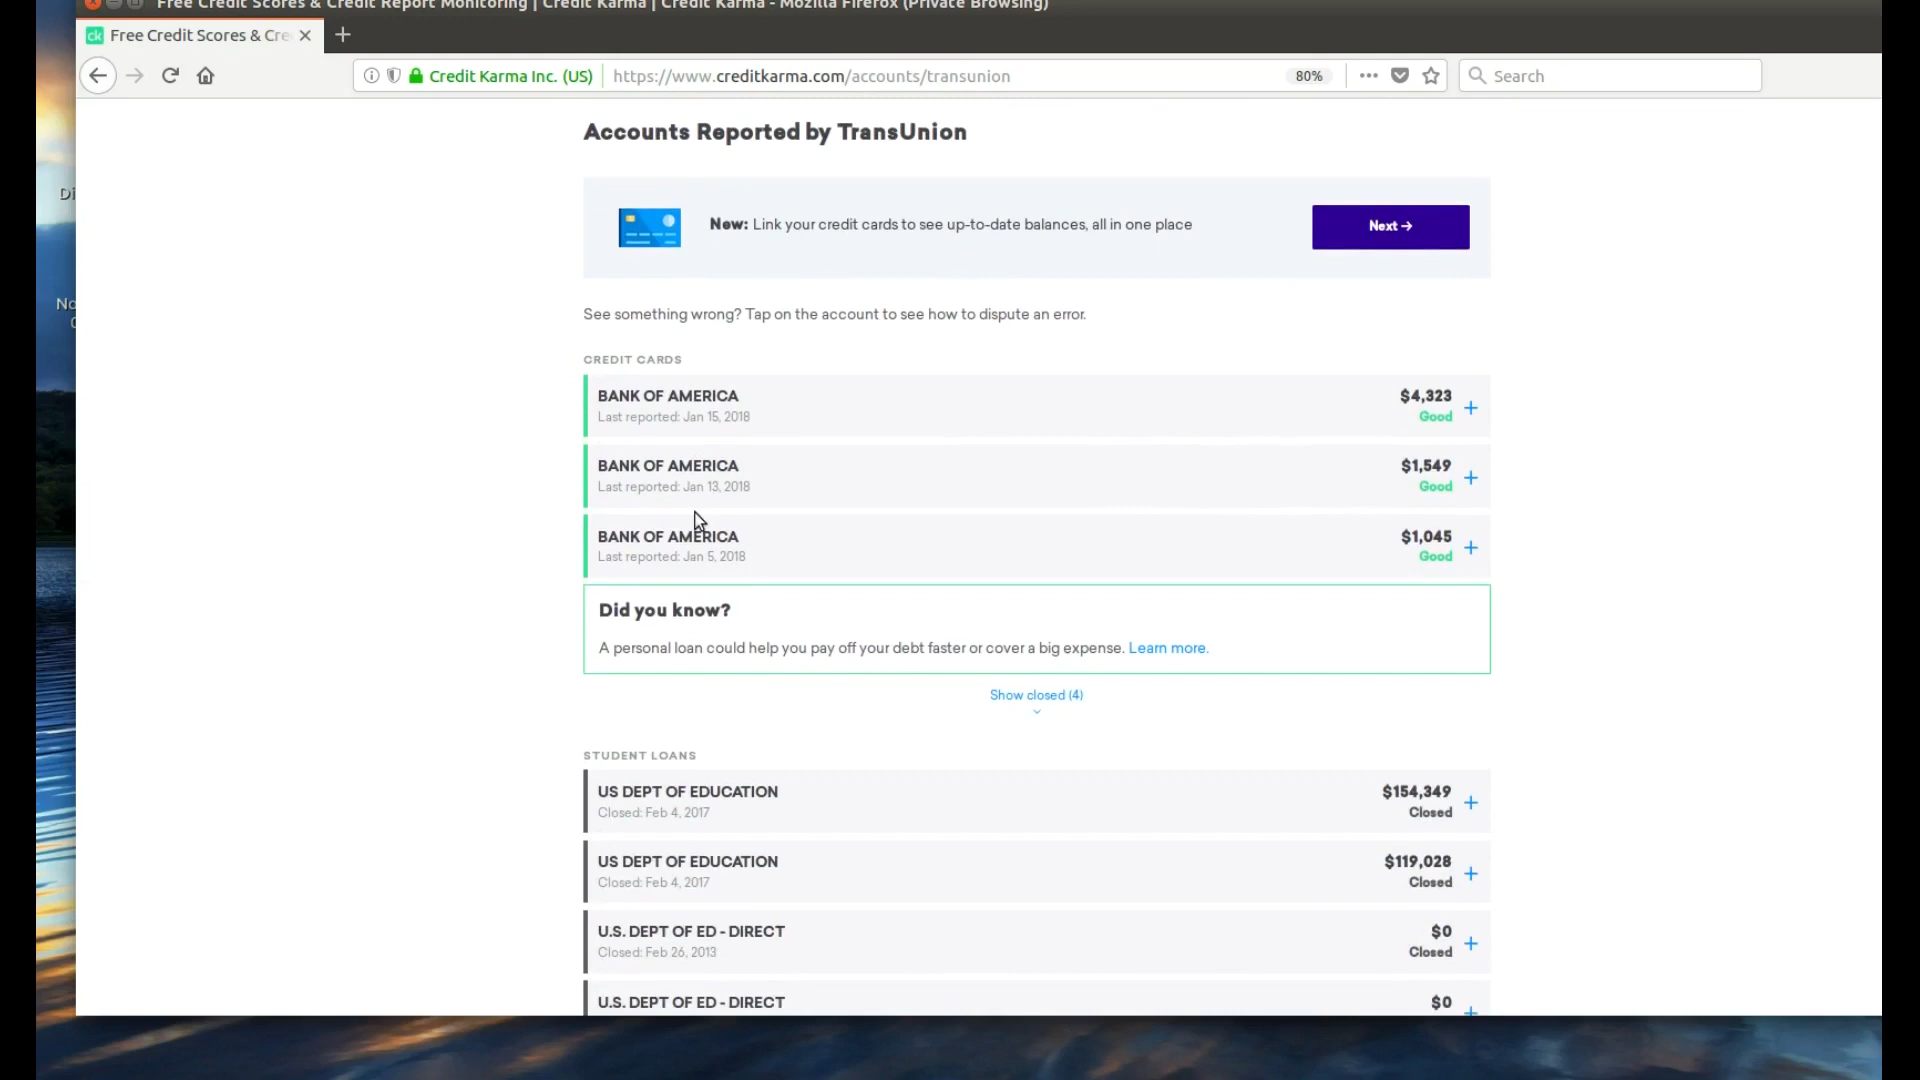 Free Credit Scores & Credit Report Monitoring | Credit Karma | Credit Karma - Mozilla Firefox (Private Browsing)
ck Free Credit Scores & Cre
Credit Karma Inc. (US) https://www.creditkarma.com/accounts/transunion 80% Search
Di
No
Accounts Reported by TransUnion
New: Link your credit cards to see up-to-date balances, all in one place
Next →
See something wrong? Tap on the account to see how to dispute an error.
CREDIT CARDS
BANK OF AMERICA $4,323
Last reported: Jan 15, 2018 Good
BANK OF AMERICA $1,549
Last reported: Jan 13, 2018 Good
BANK OF AMERICA $1,045
Last reported: Jan 5, 2018 Good
Did you know?
A personal loan could help you pay off your debt faster or cover a big expense. Learn more.
Show closed (4)
STUDENT LOANS
US DEPT OF EDUCATION $154,349
Closed: Feb 4, 2017 Closed
US DEPT OF EDUCATION $119,028
Closed: Feb 4, 2017 Closed
U.S. DEPT OF ED - DIRECT $0
Closed: Feb 26, 2013 Closed
U.S. DEPT OF ED - DIRECT $0